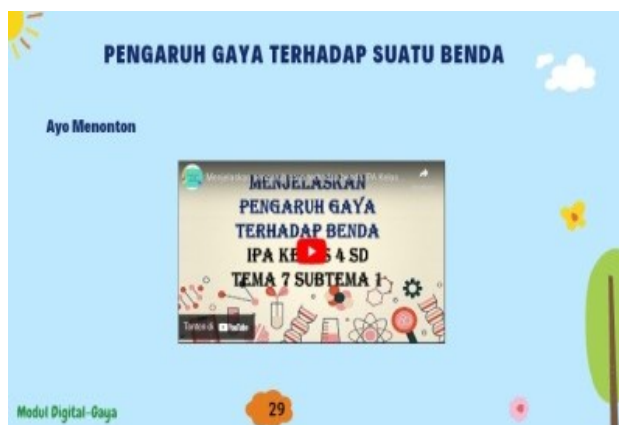 PENGARUH GAYA TERHADAP SUATU BENDA
Ayo Menonton
MENJELASKAN
PENGARUH GAYA
TERHADAP BENDA
IPA KE S 4 SD
TEMA 7 SUBTEMA 1
Tonton di YouTube
Modul Digital-Gaya
29